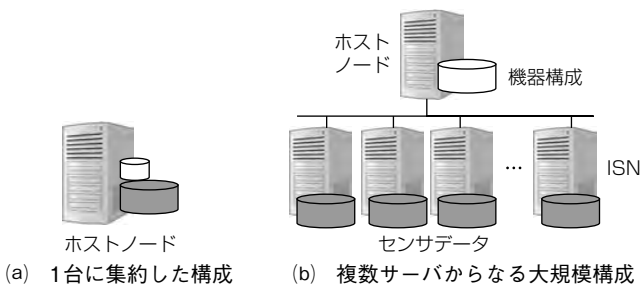 ホスト
ノード
機器構成
… ISN
ホストノード
センサデータ
(a) 1台に集約した構成
(b) 複数サーバからなる大規模構成